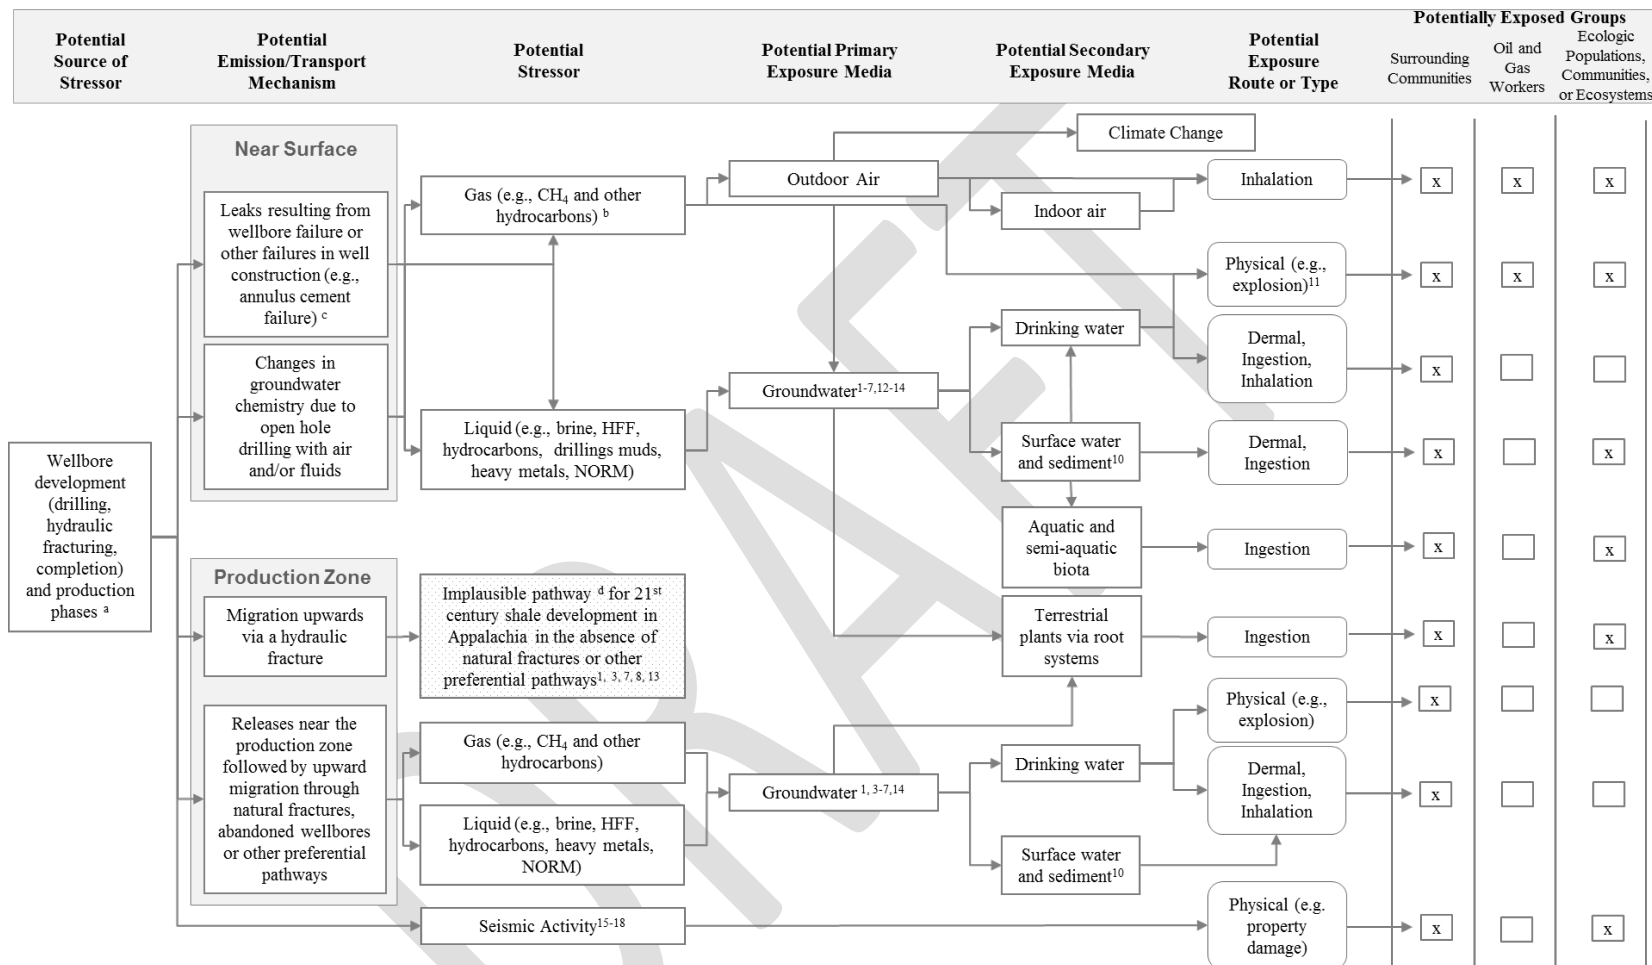 Potentially Exposed Groups
Potential
Source of
Stressor
Potential
Emission/Transport
Mechanism
Potential
Stressor
Potential Primary
Exposure Media
Potential Secondary
Exposure Media
Potential
Exposure
Route or Type
Surrounding
Communities
Oil and
Gas
Workers
Ecologic
Populations,
Communities,
or Ecosystems
Wellbore
development
(drilling,
hydraulic
fracturing,
completion)
and production
phases a
Near Surface
Leaks resulting from
wellbore failure or
other failures in well
construction (e.g.,
annulus cement
failure) c
Changes in
groundwater
chemistry due to
open hole
drilling with air
and/or fluids
Production Zone
Migration upwards
via a hydraulic
fracture
Releases near the
production zone
followed by upward
migration through
natural fractures,
abandoned wellbores
or other preferential
pathways
Gas (e.g., CH4 and other
hydrocarbons) b
Liquid (e.g., brine, HFF,
hydrocarbons, drillings muds,
heavy metals, NORM)
Implausible pathway d for 21st
century shale development in
Appalachia in the absence of
natural fractures or other
preferential pathways1, 3, 7, 8, 13
Gas (e.g., CH4 and other
hydrocarbons)
Liquid (e.g., brine, HFF,
hydrocarbons, heavy metals,
NORM)
Seismic Activity15-18
Outdoor Air
Groundwater1-7,12-14
Groundwater 1, 3-7,14
Climate Change
Indoor air
Drinking water
Surface water
and sediment10
Aquatic and
semi-aquatic
biota
Terrestrial
plants via root
systems
Drinking water
Surface water
and sediment10
Inhalation
x x x
Physical (e.g.,
explosion)11
x x x
Dermal,
Ingestion,
Inhalation
x
Dermal,
Ingestion
x x
Ingestion
x x
Ingestion
x x
Physical (e.g.,
explosion)
x
Dermal,
Ingestion,
Inhalation
x
Physical (e.g.
property
damage)
x x
DRAFT